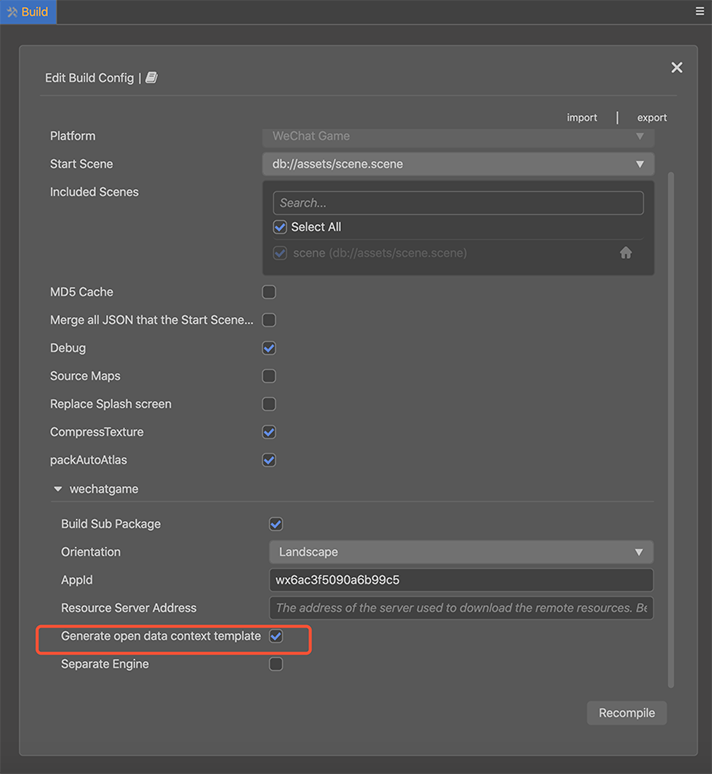 Build
Edit Build Config |
import | export
Platform WeChat Game
Start Scene db://assets/scene.scene
Included Scenes
Search...
Select All
scene (db://assets/scene.scene)
MD5 Cache
Merge all JSON that the Start Scene...
Debug
Source Maps
Replace Splash screen
CompressTexture
packAutoAtlas
wechatgame
Build Sub Package
Orientation Landscape
AppId wx6ac3f5090a6b99c5
Resource Server Address The address of the server used to download the remote resources. Be
Generate open data context template
Separate Engine
Recompile